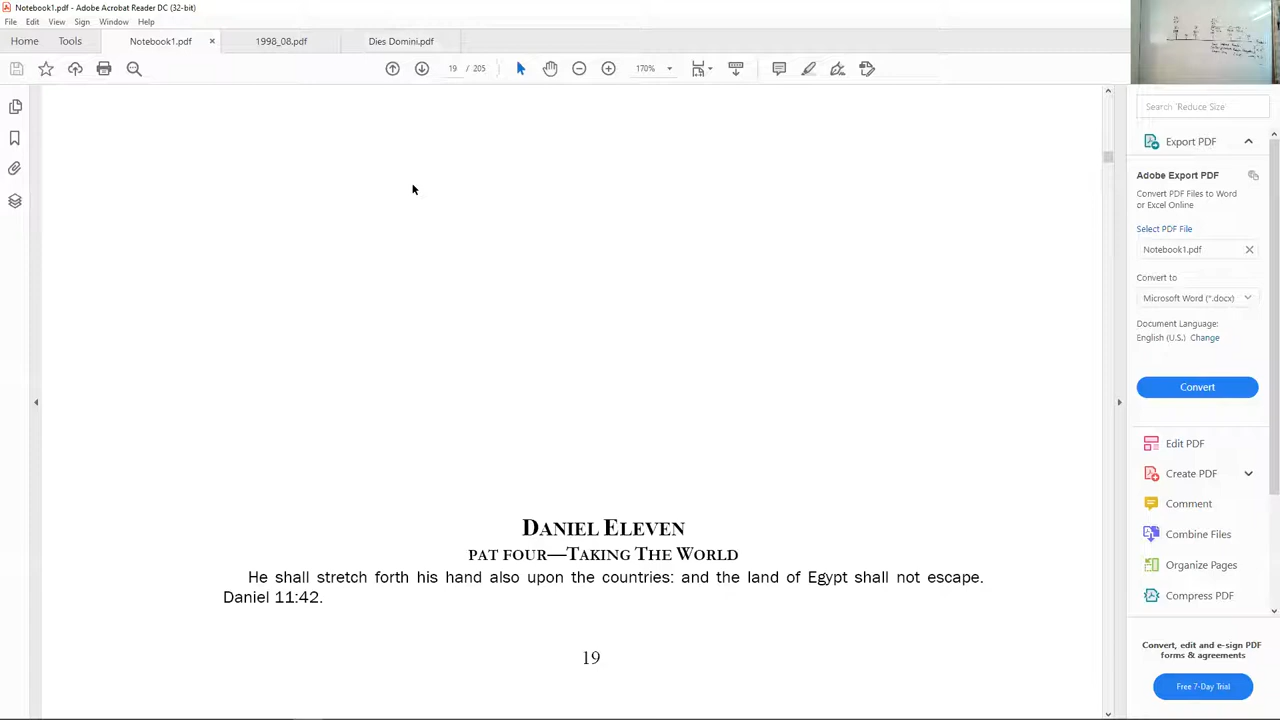 Notebook1.pdf - Adobe Acrobat Reader DC (32-bit)
File Edit View Sign Window Help
Home Tools Notebook1.pdf × 1998_08.pdf Dies Domini.pdf
19 / 205 170%
Search 'Reduce Size'
Export PDF
Adobe Export PDF
Convert PDF Files to Word
or Excel Online
Select PDF File
Notebook1.pdf
Convert to
Microsoft Word (*.docx)
Document Language:
English (U.S.) Change
Convert
Edit PDF
Create PDF
Comment
Combine Files
Organize Pages
Compress PDF
Convert, edit and e-sign PDF
forms & agreements
Free 7-Day Trial
DANIEL ELEVEN
PAT FOUR—TAKING THE WORLD
He shall stretch forth his hand also upon the countries: and the land of Egypt shall not escape.
Daniel 11:42.
19